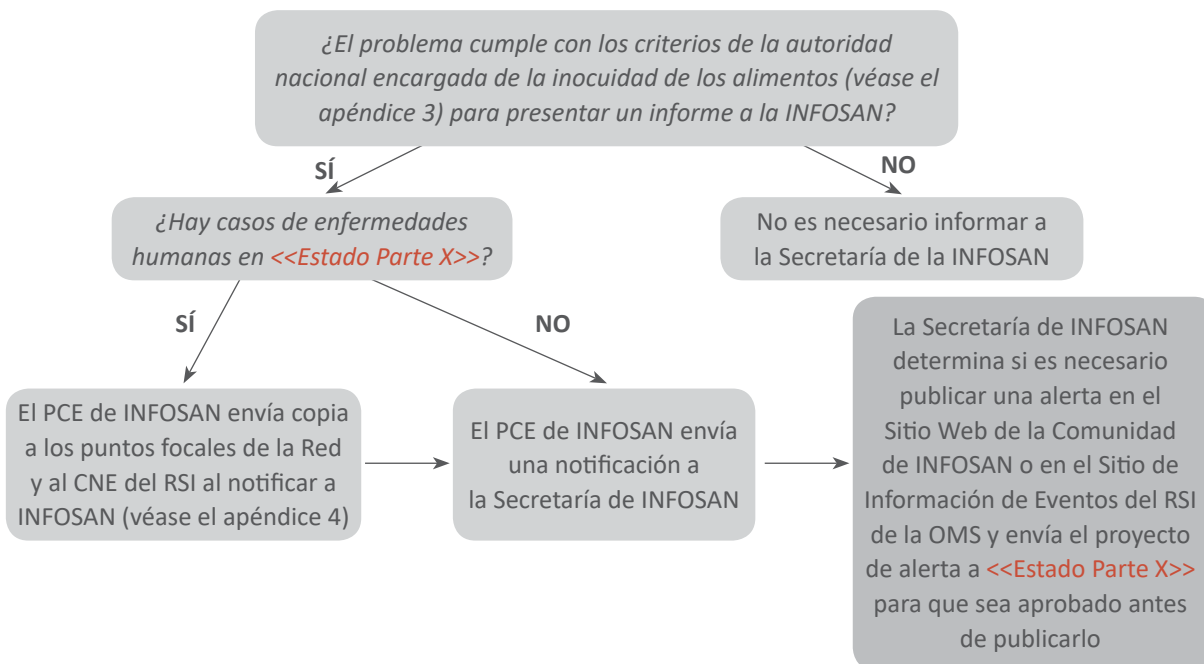 ¿El problema cumple con los criterios de la autoridad
nacional encargada de la inocuidad de los alimentos (véase el
apéndice 3) para presentar un informe a la INFOSAN?
SÍ
NO
¿Hay casos de enfermedades
humanas en <<Estado Parte X>>?
No es necesario informar a
la Secretaría de la INFOSAN
SÍ
NO
El PCE de INFOSAN envía copia
a los puntos focales de la Red
y al CNE del RSI al notificar a
INFOSAN (véase el apéndice 4)
El PCE de INFOSAN envía
una notificación a
la Secretaría de INFOSAN
La Secretaría de INFOSAN
determina si es necesario
publicar una alerta en el
Sitio Web de la Comunidad
de INFOSAN o en el Sitio de
Información de Eventos del RSI
de la OMS y envía el proyecto
de alerta a <<Estado Parte X>>
para que sea aprobado antes
de publicarlo